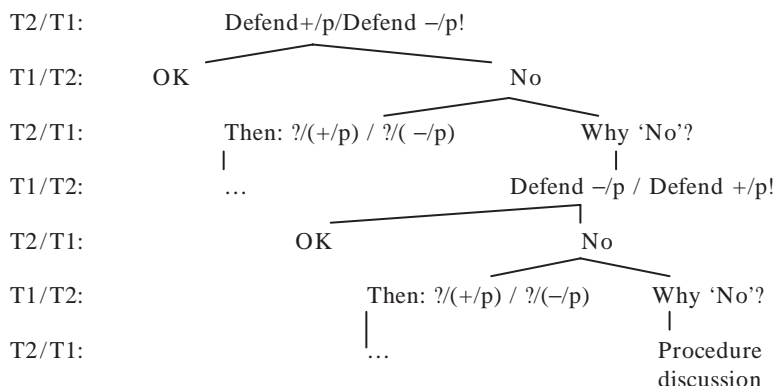 T2/T1: Defend+/p/Defend –/p!
T1/T2: OK No
T2/T1: Then: ?/(+/p) / ?/( –/p) Why ‘No’?
T1/T2: … Defend –/p / Defend +/p!
T2/T1: OK No
T1/T2: Then: ?/(+/p) / ?/(–/p) Why ‘No’?
T2/T1: … Procedure
discussion